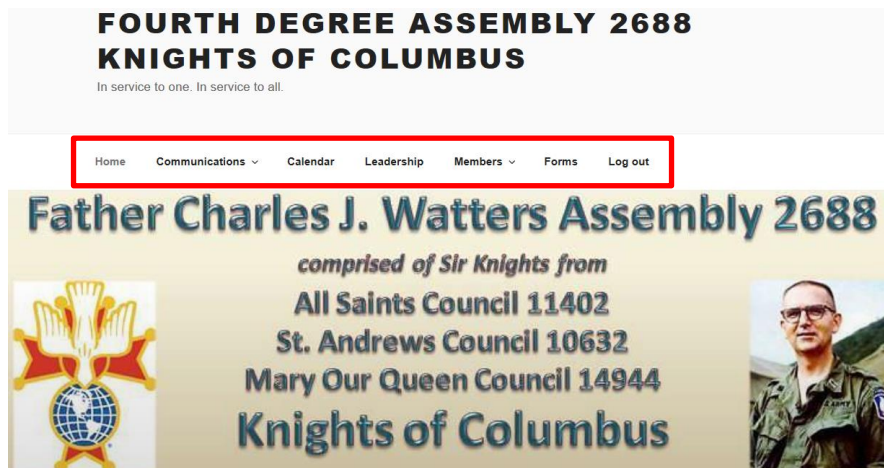 FOURTH DEGREE ASSEMBLY 2688
KNIGHTS OF COLUMBUS
In service to one. In service to all.
Home Communications Calendar Leadership Members Forms Log out
Father Charles J. Watters Assembly 2688
comprised of Sir Knights from
All Saints Council 11402
St. Andrews Council 10632
Mary Our Queen Council 14944
Knights of Columbus